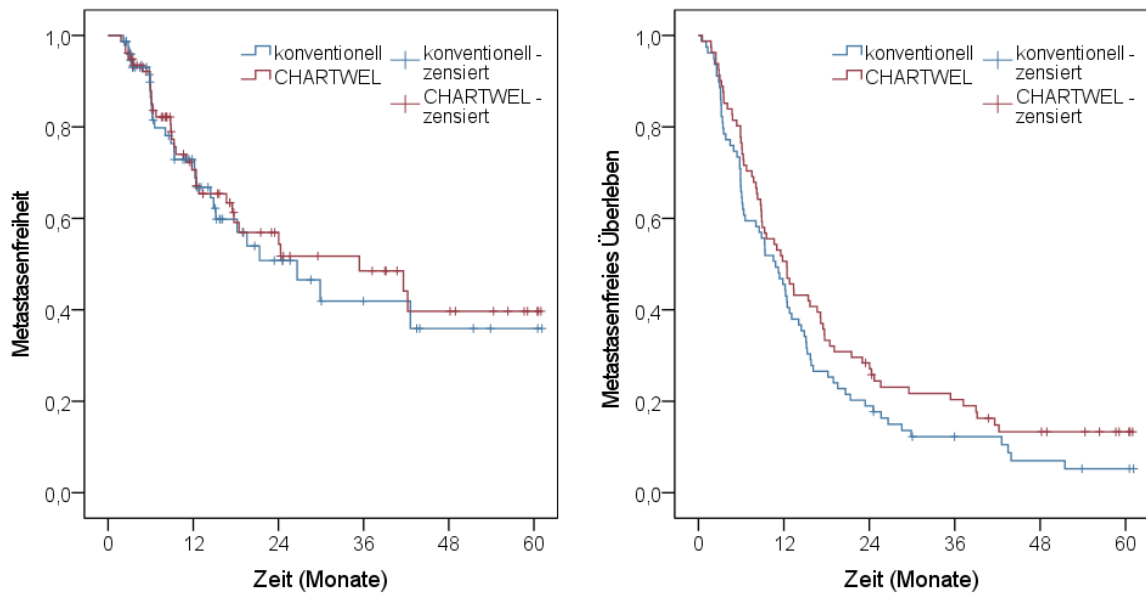 Metastasenfreiheit
1,0
0,8
0,6
0,4
0,2
0,0
konventionell
CHARTWEL
konventionell -
zensiert
CHARTWEL -
zensiert
0 12 24 36 48 60
Zeit (Monate)
Metastasenfreies Überleben
1,0
0,8
0,6
0,4
0,2
0,0
konventionell
CHARTWEL
konventionell -
zensiert
CHARTWEL -
zensiert
0 12 24 36 48 60
Zeit (Monate)